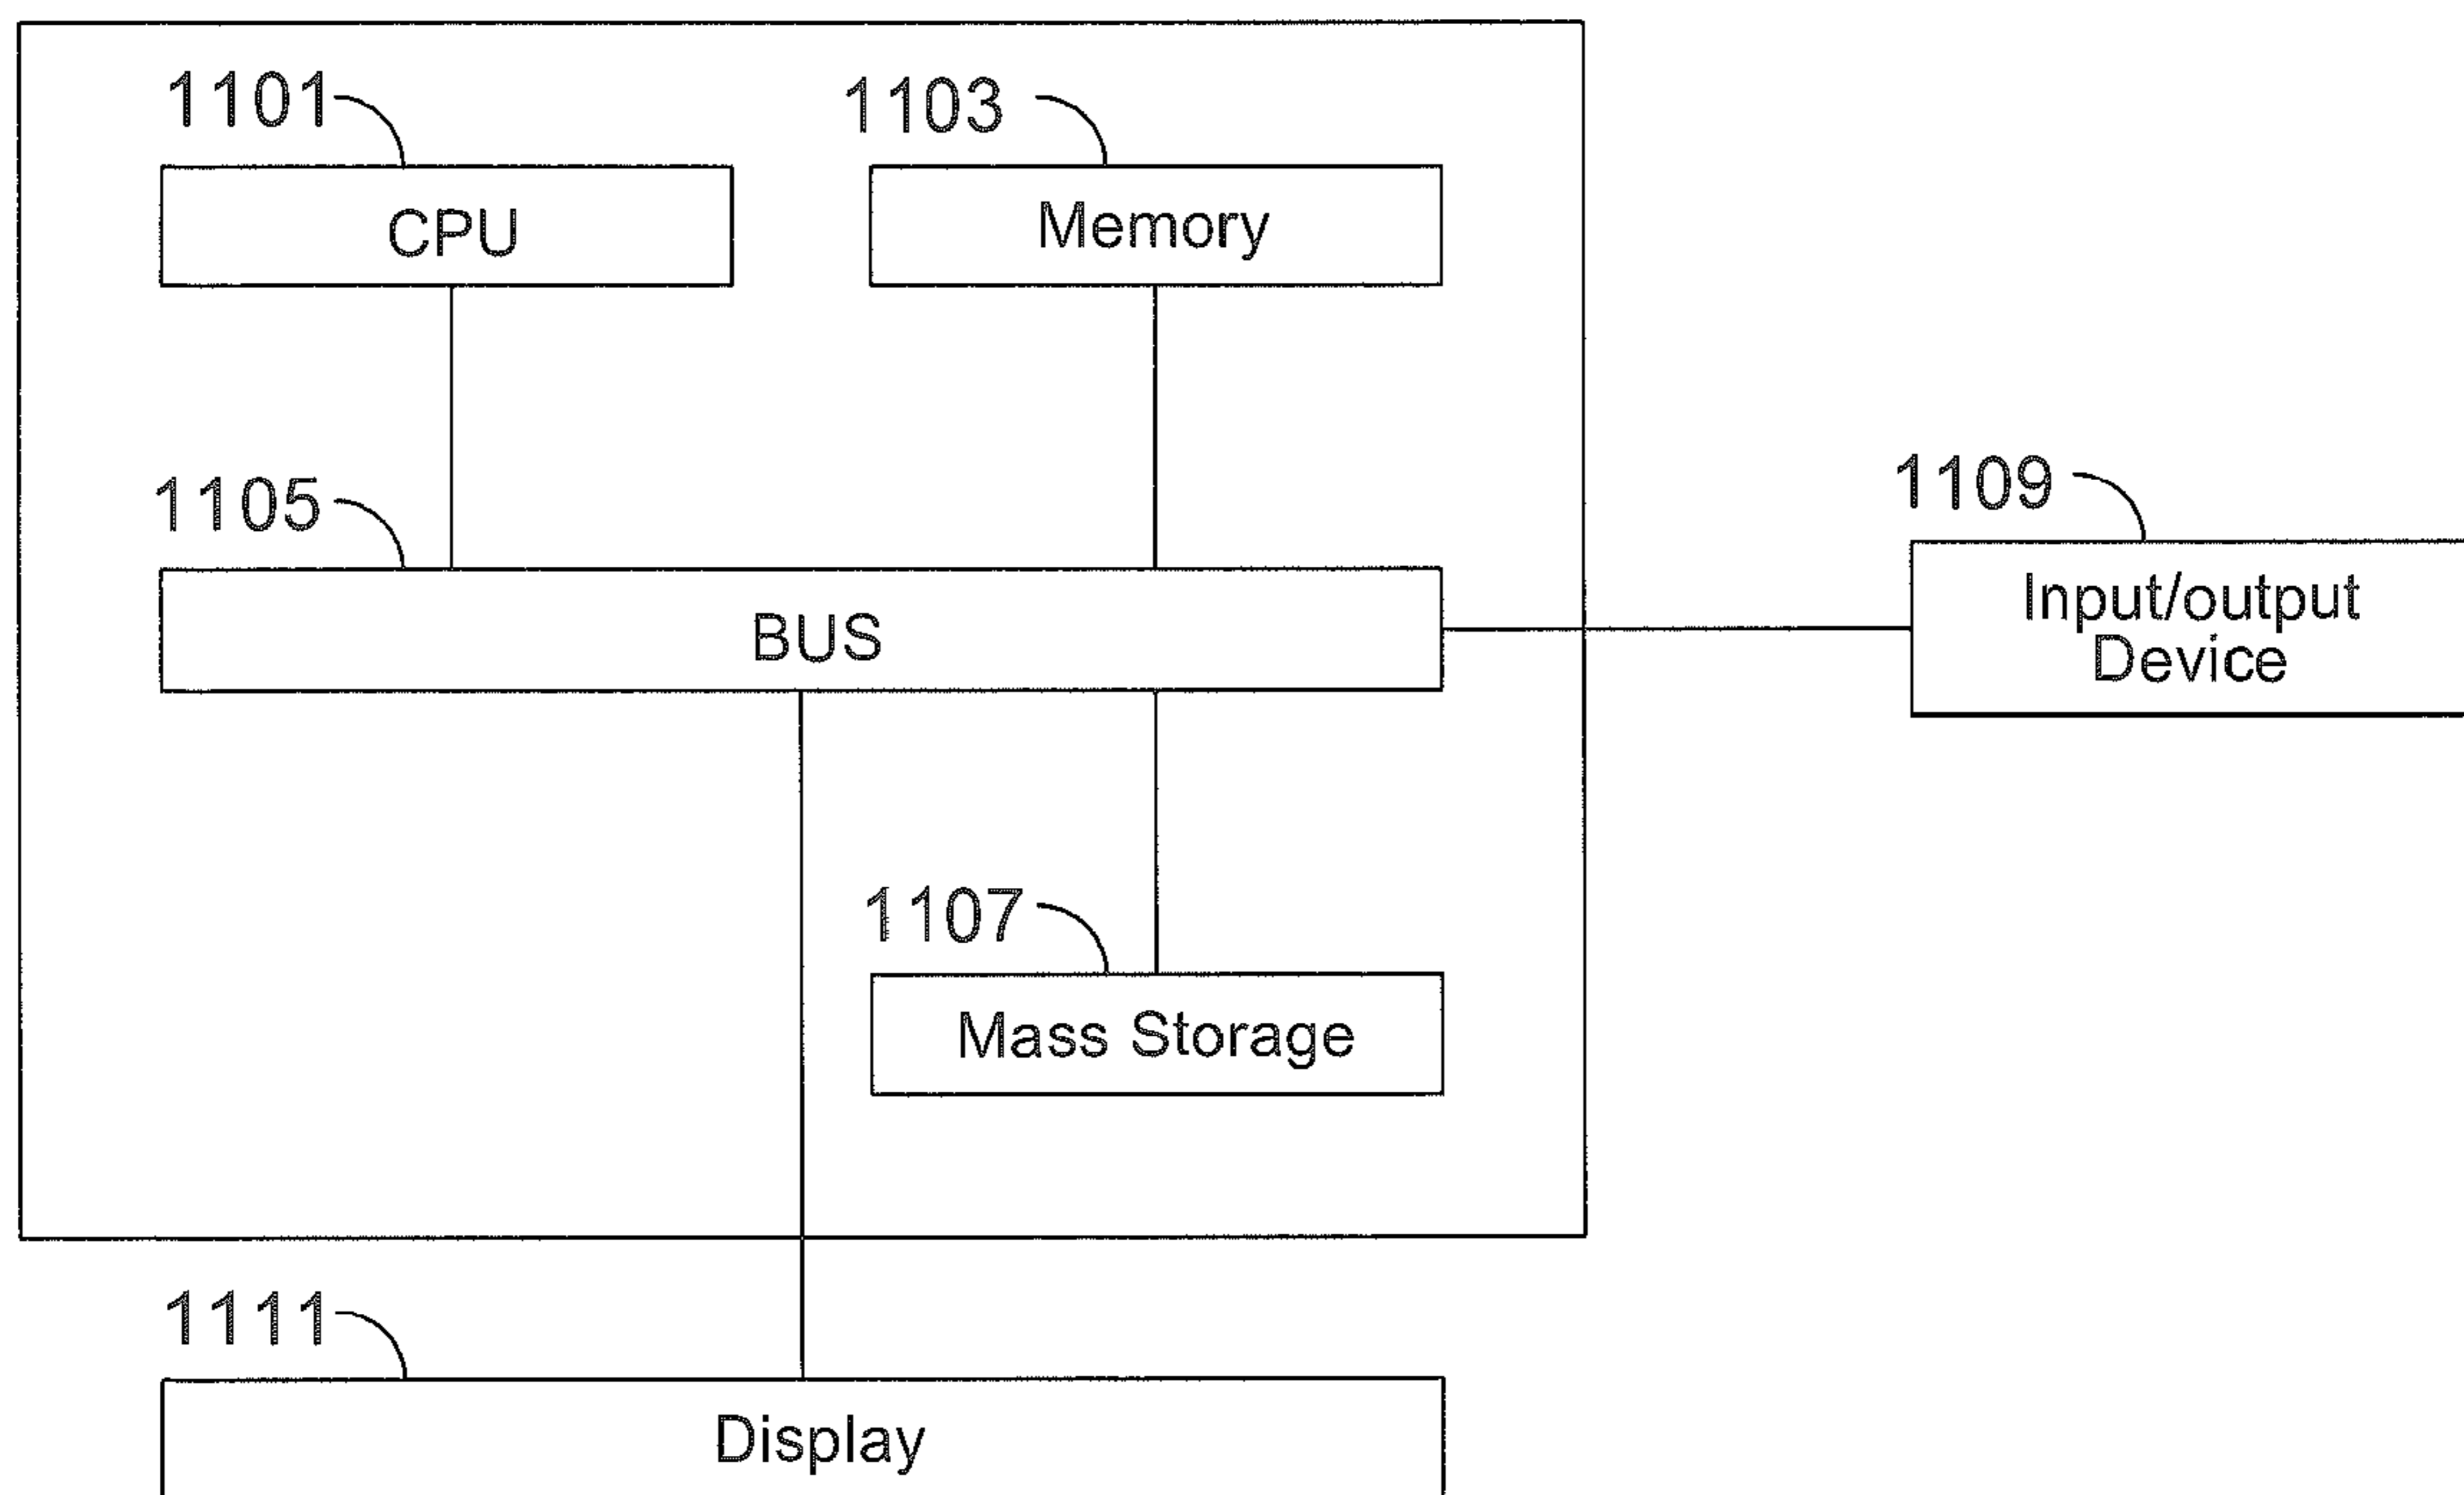 1101
1103
CPU
Memory
1105
1109
BUS
Input/output
Device
1107
Mass Storage
1111
Display